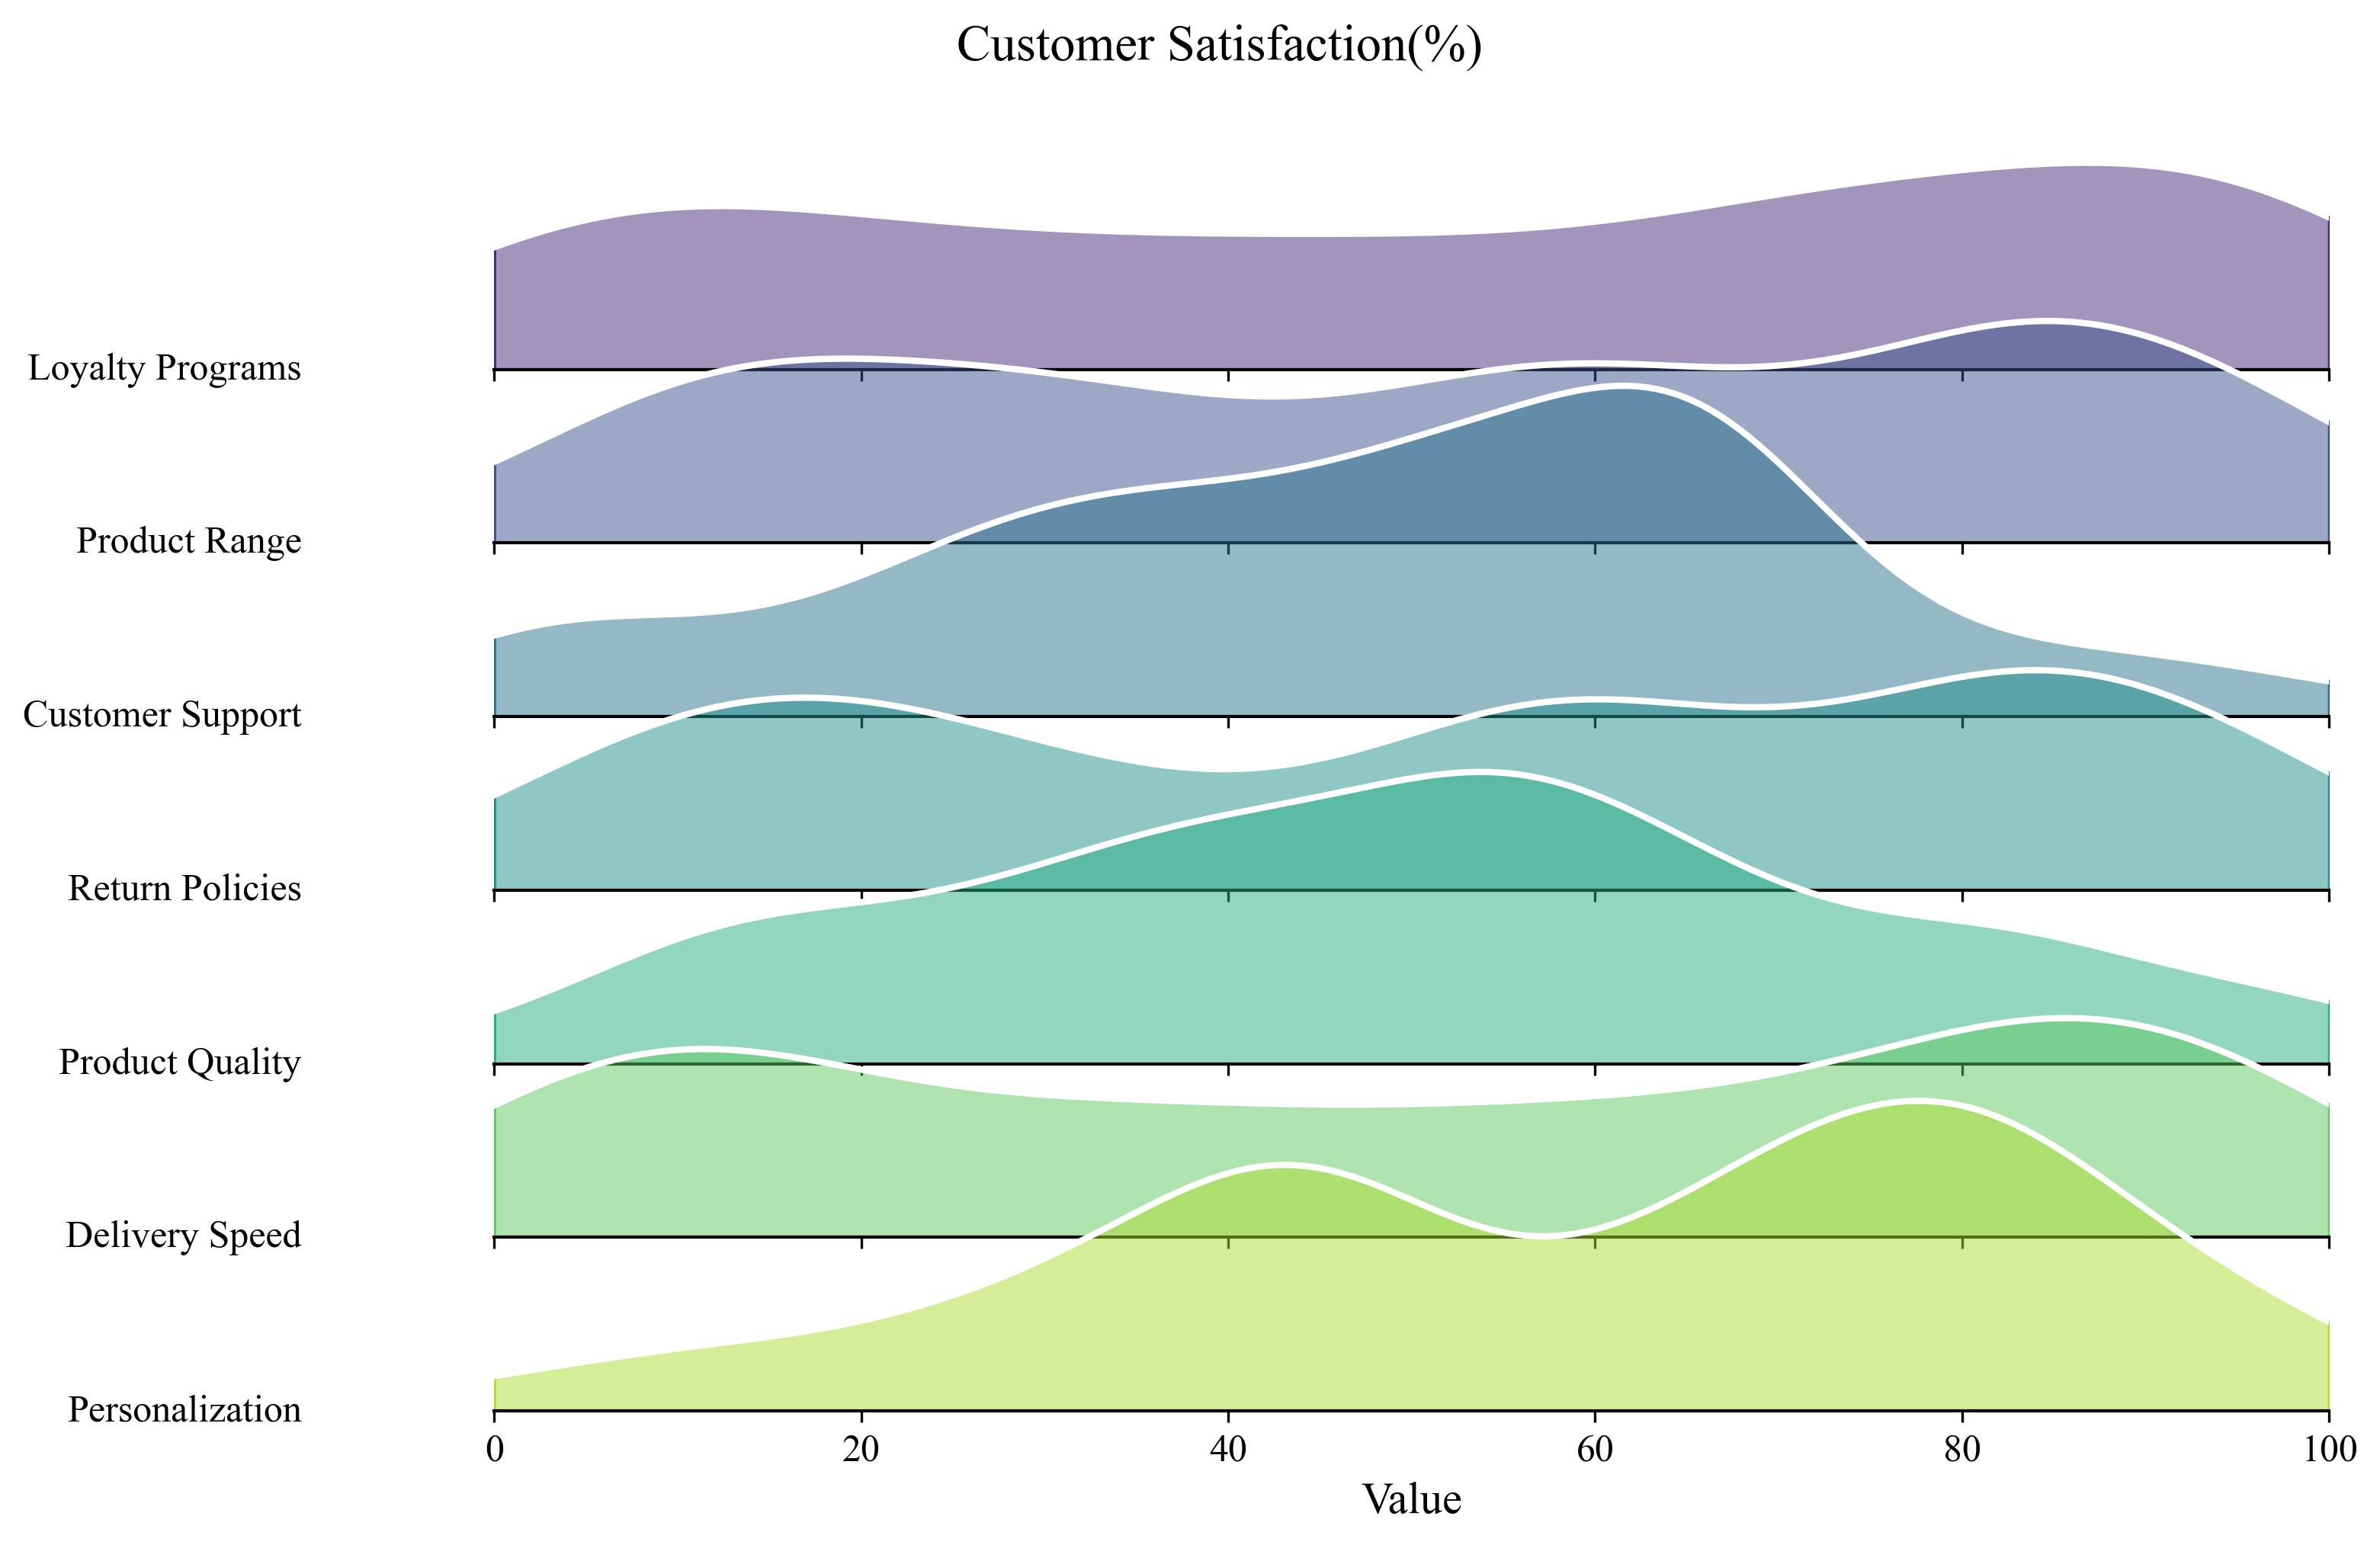 Customer Satisfaction(%)
Loyalty Programs
Product Range
Customer Support
Return Policies
Product Quality
Delivery Speed
Personalization
0 20 40 60 80 100
Value